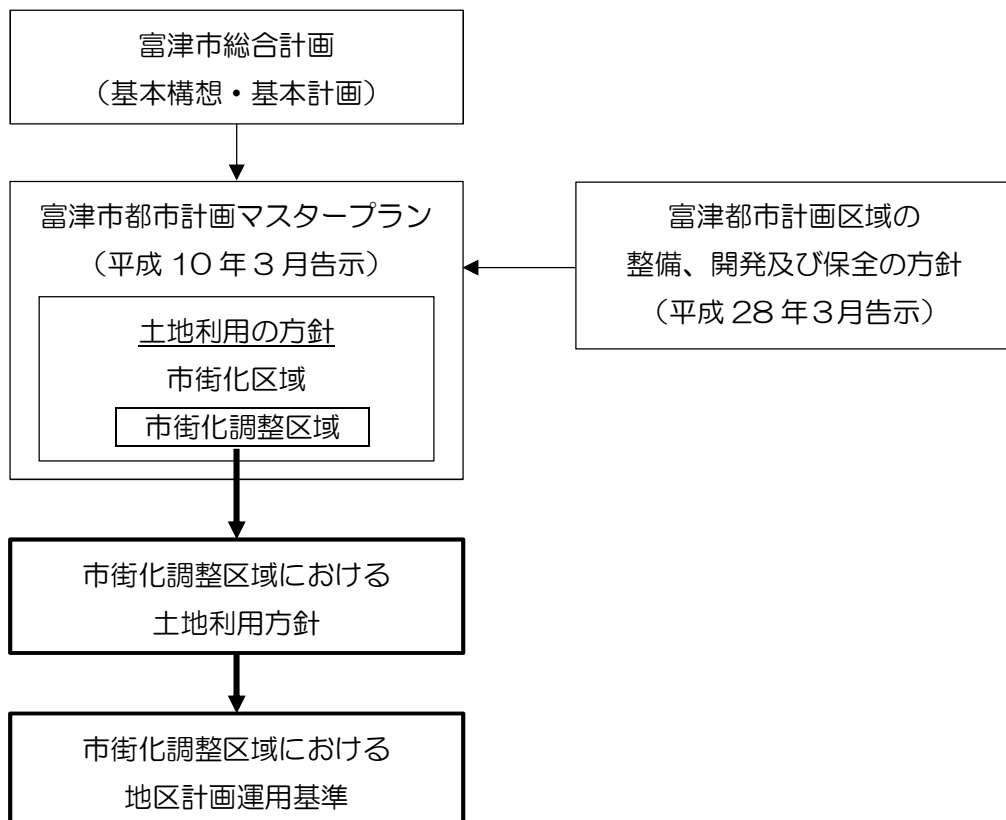 富津市総合計画
（基本構想・基本計画）
富津市都市計画マスタープラン
（平成 10 年 3 月告示）
土地利用の方針
市街化区域
市街化調整区域
富津都市計画区域の
整備、開発及び保全の方針
（平成 28 年３月告示）
市街化調整区域における
土地利用方針
市街化調整区域における
地区計画運用基準